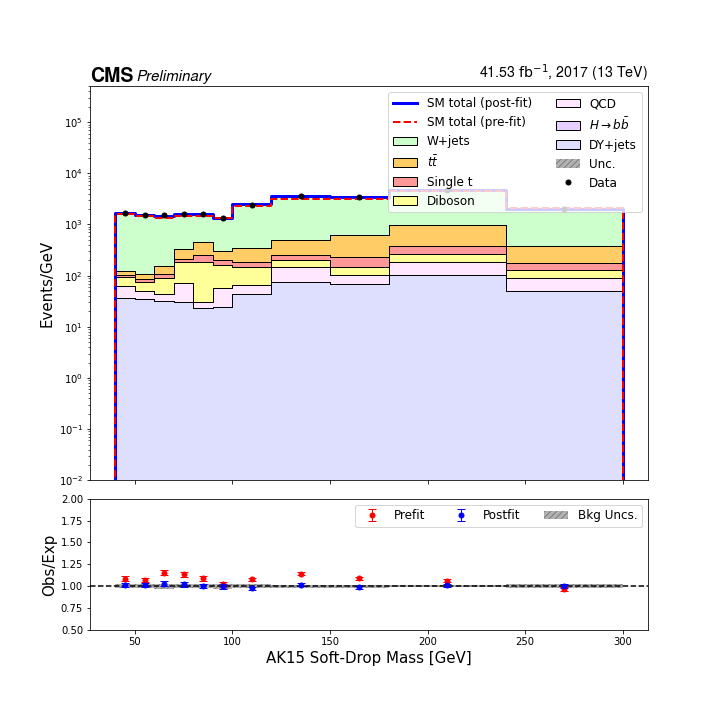 CMS Preliminary
41.53 fb⁻¹, 2017 (13 TeV)
SM total (post-fit)
SM total (pre-fit)
W+jets
tt̄
Single t
Diboson
QCD
H→bb̄
DY+jets
Unc.
Data
Events/GeV
10⁵
10⁴
10³
10²
10¹
10⁰
10⁻¹
10⁻²
Prefit
Postfit
Bkg Uncs.
Obs/Exp
2.00
1.75
1.50
1.25
1.00
0.75
0.50
50 100 150 200 250 300
AK15 Soft-Drop Mass [GeV]